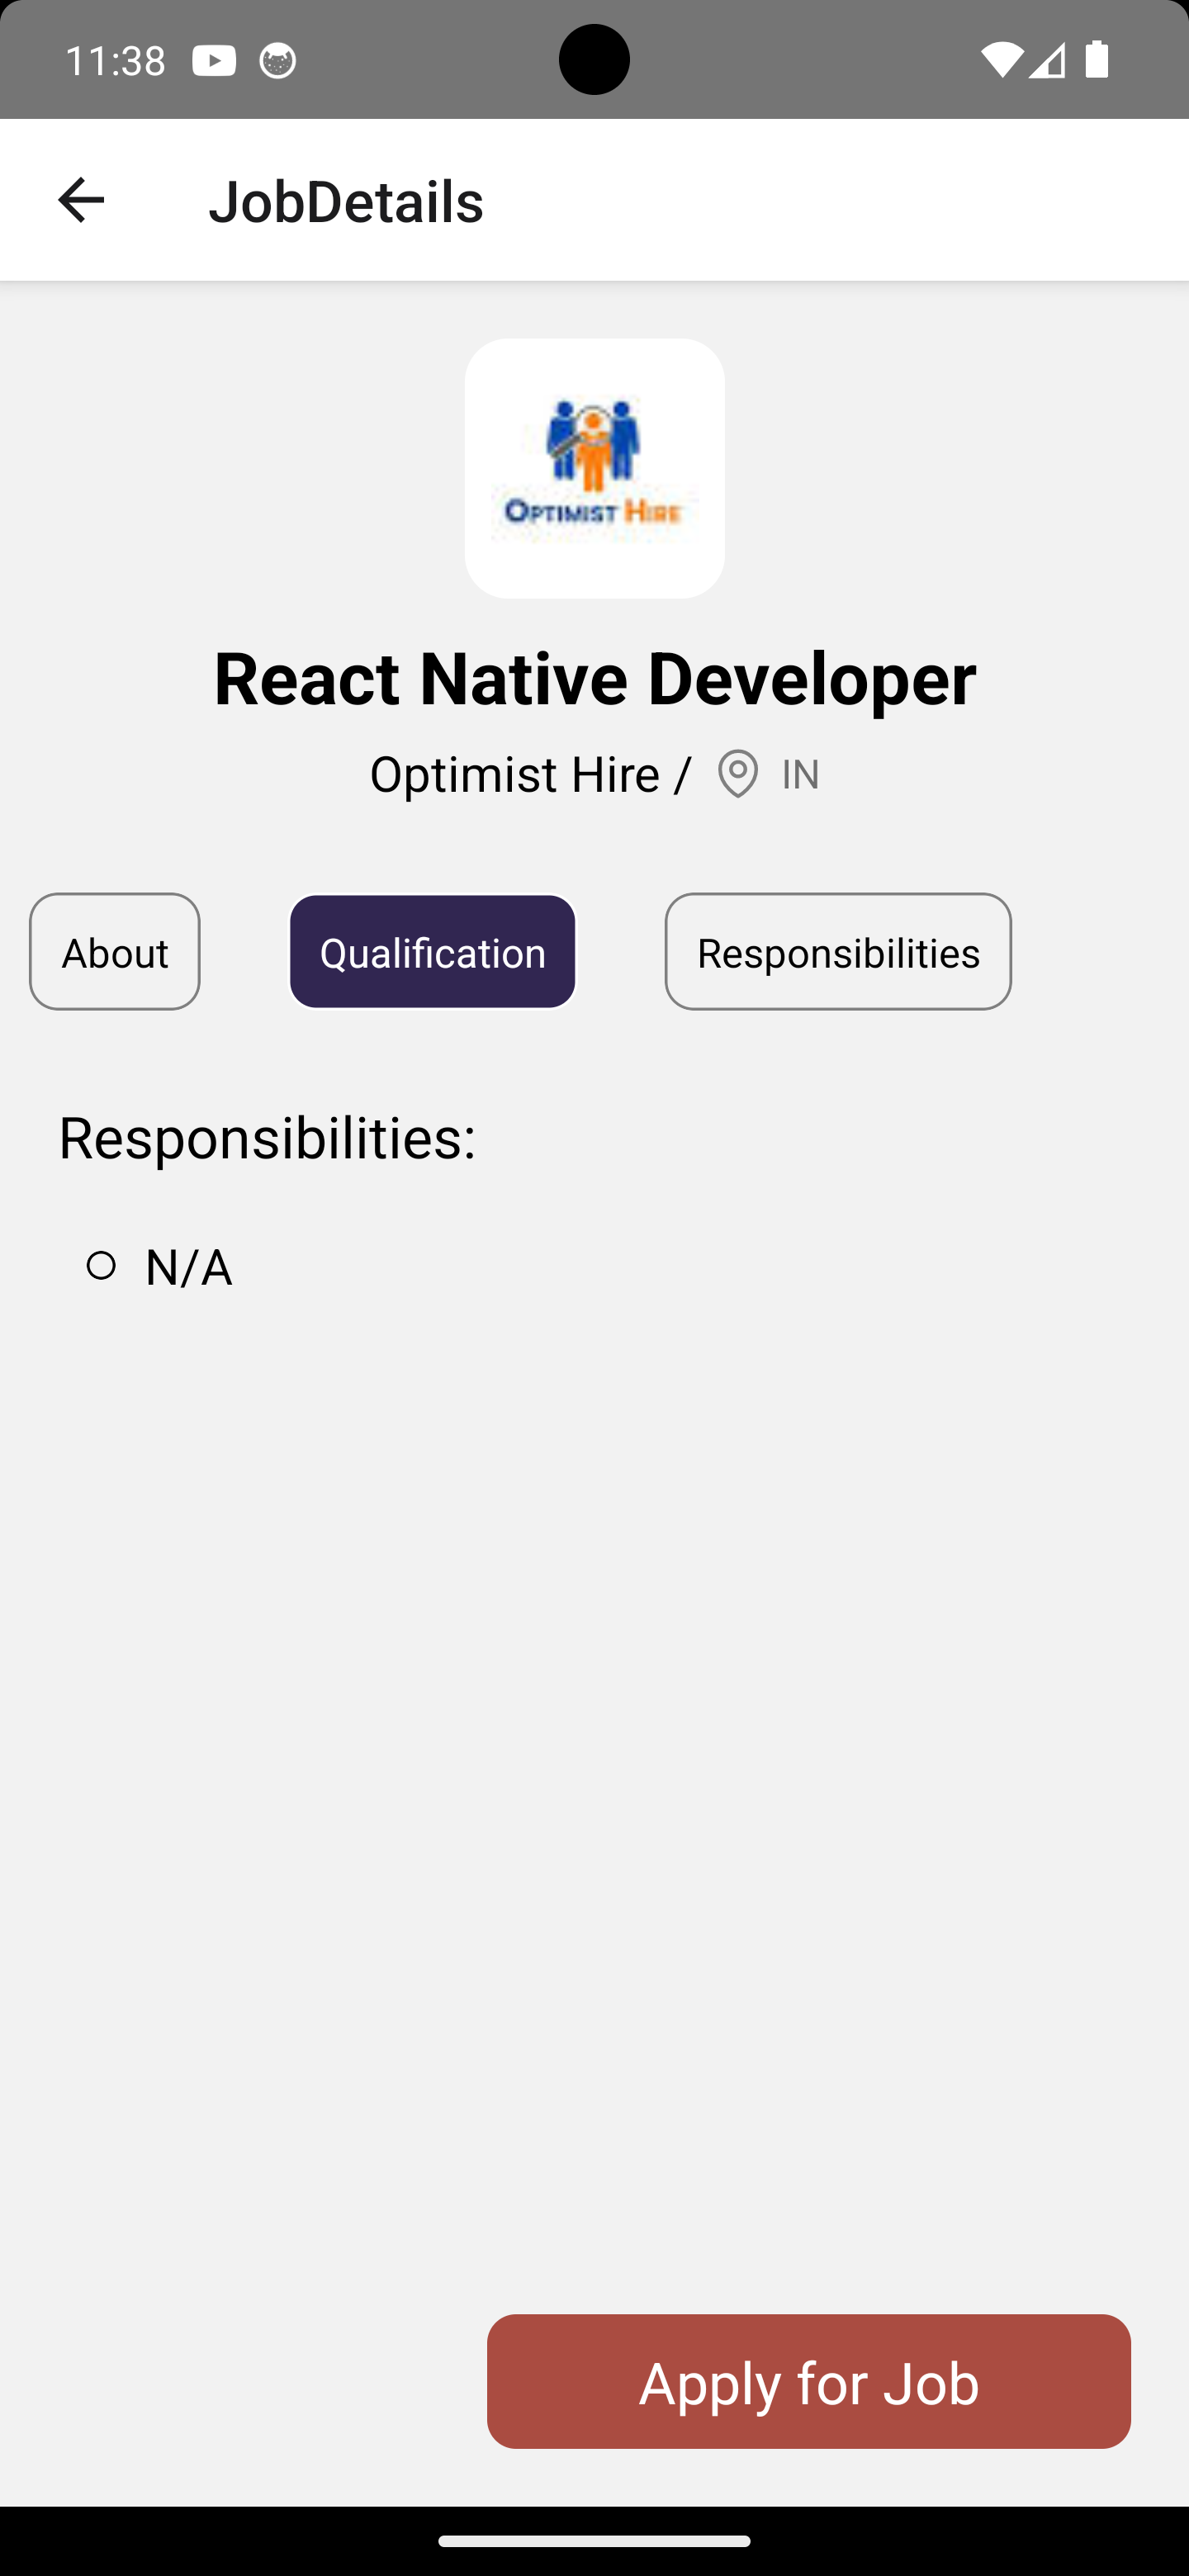 11:38
JobDetails
OPTIMIST HIRE
React Native Developer
Optimist Hire / IN
About Qualification Responsibilities
Responsibilities:
N/A
Apply for Job